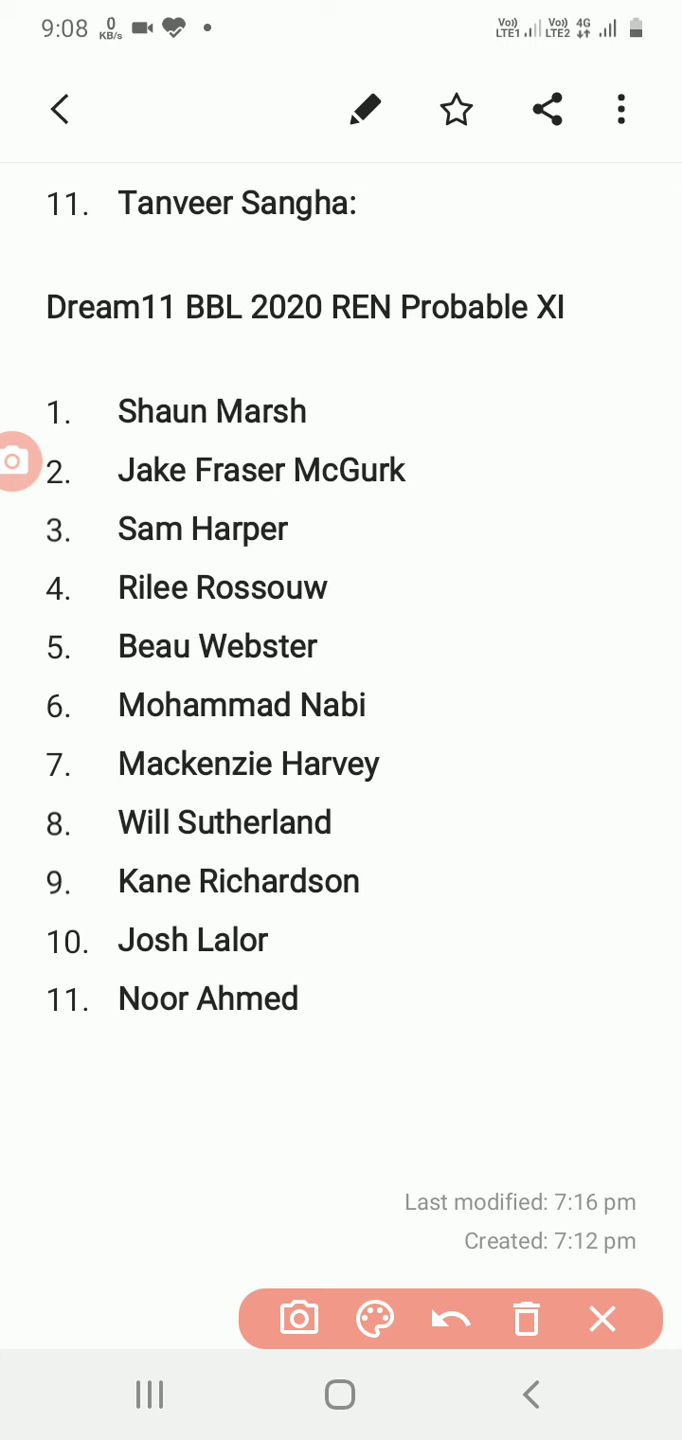 9:08 0 KB/s Vo)) LTE1 Vo)) LTE2 4G
11. Tanveer Sangha:
Dream11 BBL 2020 REN Probable XI
1. Shaun Marsh
2. Jake Fraser McGurk
3. Sam Harper
4. Rilee Rossouw
5. Beau Webster
6. Mohammad Nabi
7. Mackenzie Harvey
8. Will Sutherland
9. Kane Richardson
10. Josh Lalor
11. Noor Ahmed
Last modified: 7:16 pm
Created: 7:12 pm